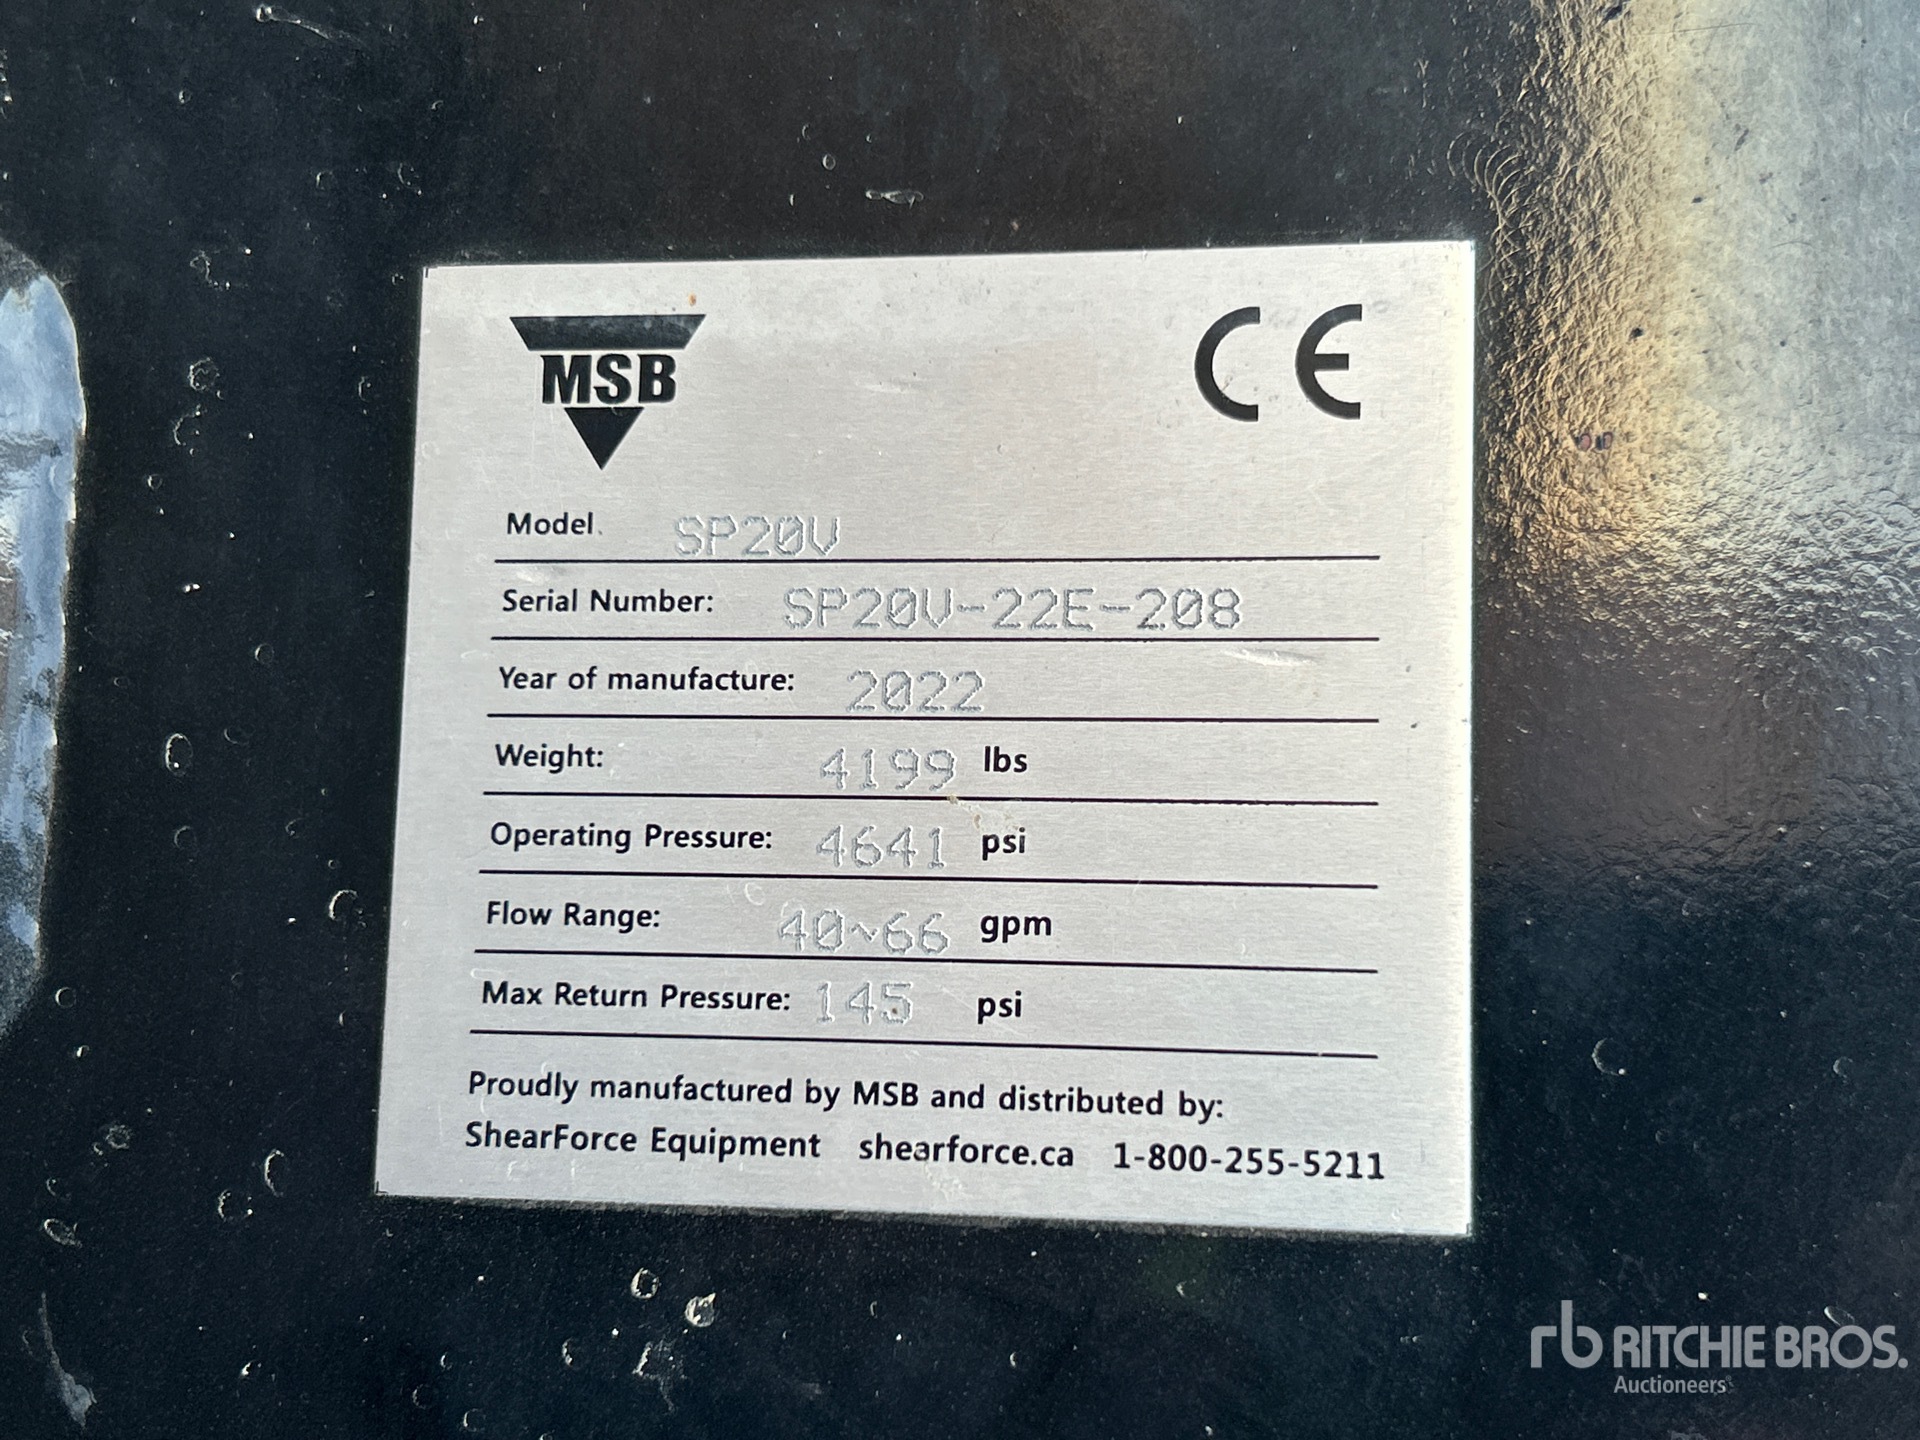 MSB
CE
Model. SP20V
Serial Number: SP20V-22E-208
Year of manufacture: 2022
Weight: 4199 lbs
Operating Pressure: 4641 psi
Flow Range: 40~66 gpm
Max Return Pressure: 145 psi
Proudly manufactured by MSB and distributed by:
ShearForce Equipment shearforce.ca 1-800-255-5211
rb RITCHIE BROS.
Auctioneers